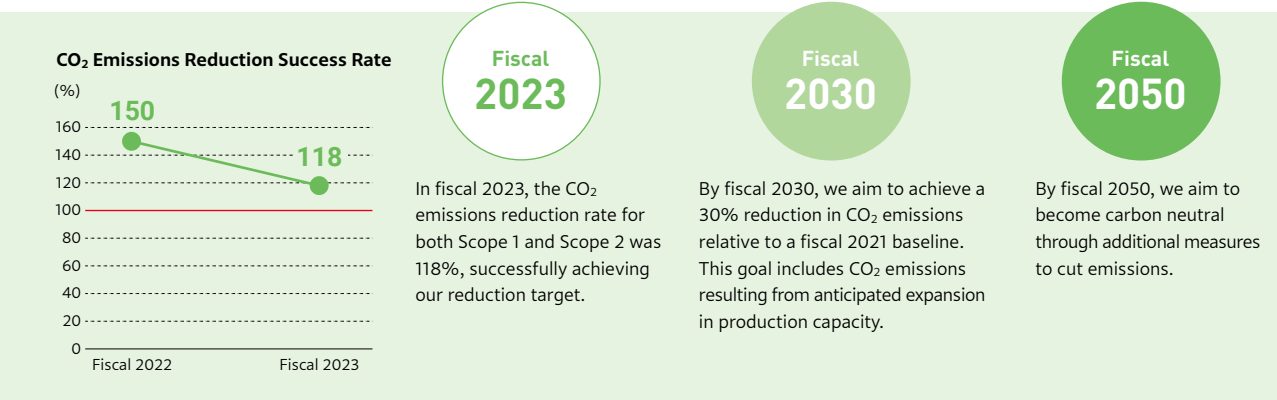 CO₂ Emissions Reduction Success Rate
(%)
150
118
160
140
120
100
80
60
40
20
0
Fiscal 2022
Fiscal 2023
Fiscal
2023
In fiscal 2023, the CO₂
emissions reduction rate for
both Scope 1 and Scope 2 was
118%, successfully achieving
our reduction target.
Fiscal
2030
By fiscal 2030, we aim to achieve a
30% reduction in CO₂ emissions
relative to a fiscal 2021 baseline.
This goal includes CO₂ emissions
resulting from anticipated expansion
in production capacity.
Fiscal
2050
By fiscal 2050, we aim to
become carbon neutral
through additional measures
to cut emissions.